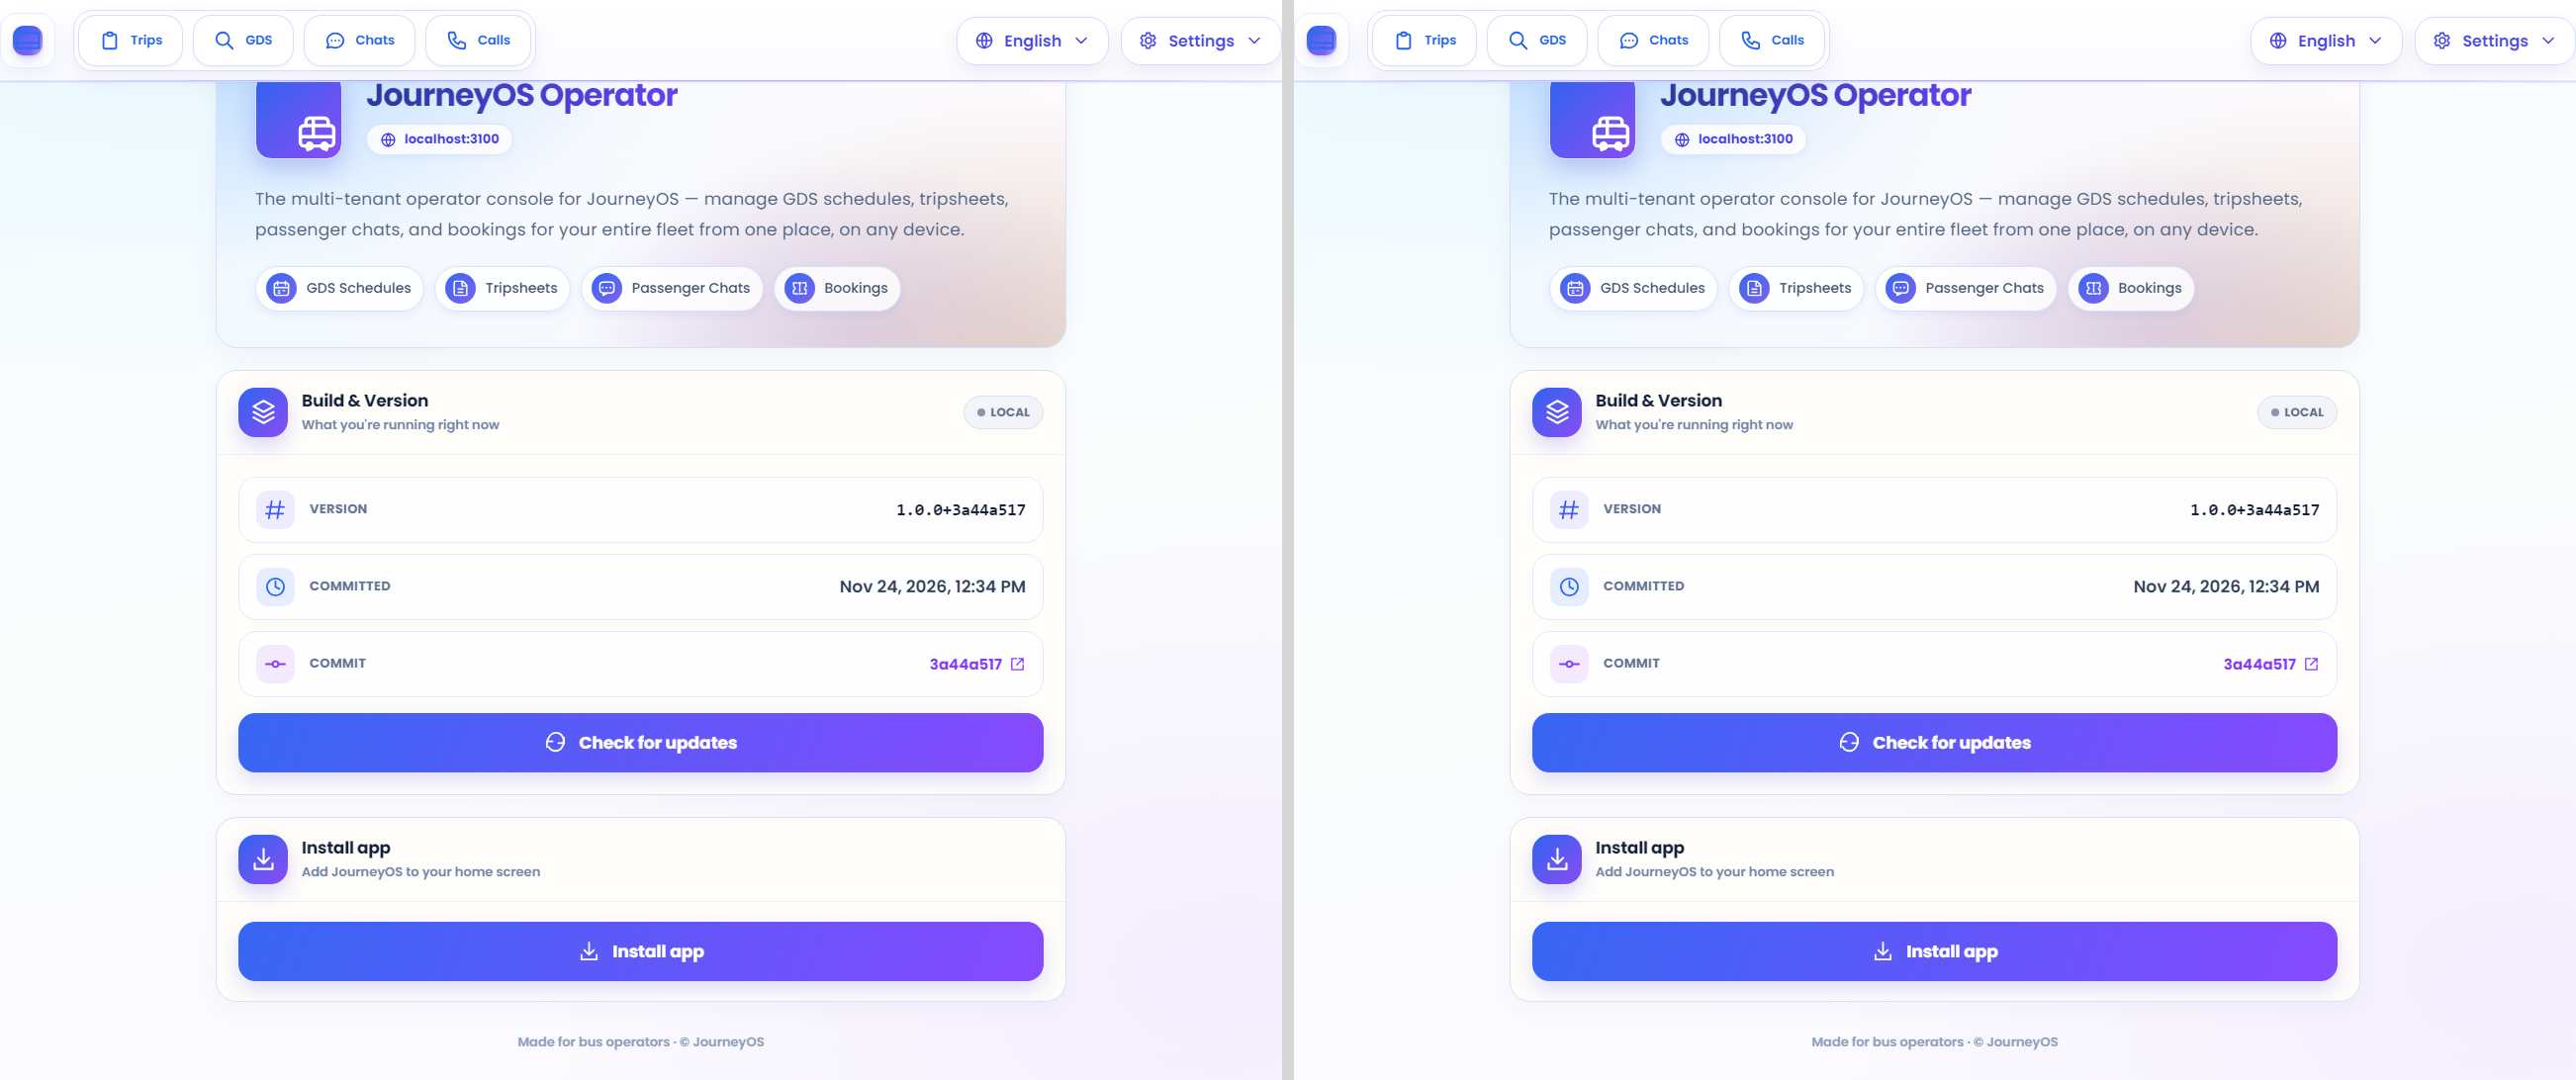 Trips GDS Chats Calls English Settings
JourneyOS Operator
localhost:3100
The multi-tenant operator console for JourneyOS — manage GDS schedules, tripsheets,
passenger chats, and bookings for your entire fleet from one place, on any device.
GDS Schedules Tripsheets Passenger Chats Bookings
Build & Version
What you're running right now
LOCAL
VERSION 1.0.0+3a44a517
COMMITTED Nov 24, 2026, 12:34 PM
COMMIT 3a44a517
Check for updates
Install app
Add JourneyOS to your home screen
Install app
Made for bus operators · © JourneyOS
Trips GDS Chats Calls English Settings
JourneyOS Operator
localhost:3100
The multi-tenant operator console for JourneyOS — manage GDS schedules, tripsheets,
passenger chats, and bookings for your entire fleet from one place, on any device.
GDS Schedules Tripsheets Passenger Chats Bookings
Build & Version
What you're running right now
LOCAL
VERSION 1.0.0+3a44a517
COMMITTED Nov 24, 2026, 12:34 PM
COMMIT 3a44a517
Check for updates
Install app
Add JourneyOS to your home screen
Install app
Made for bus operators · © JourneyOS